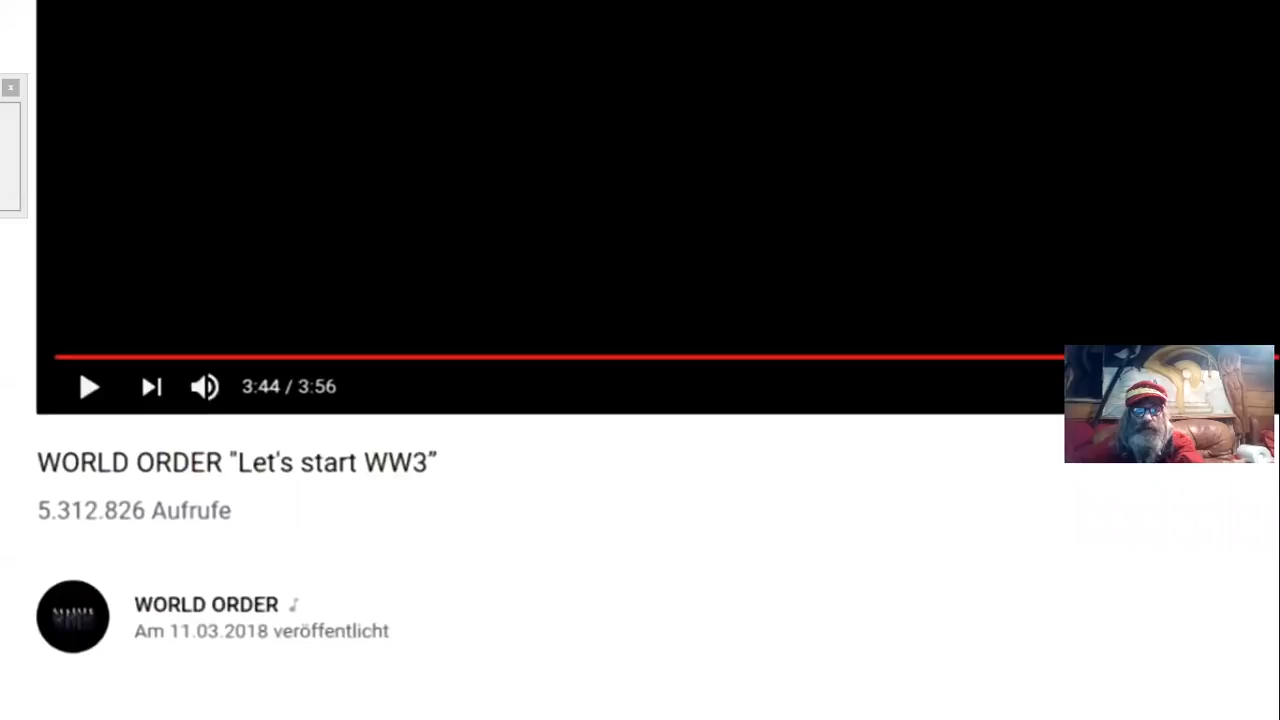 x
3:44 / 3:56
WORLD ORDER "Let's start WW3”
5.312.826 Aufrufe
WORLD ORDER
Am 11.03.2018 veröffentlicht